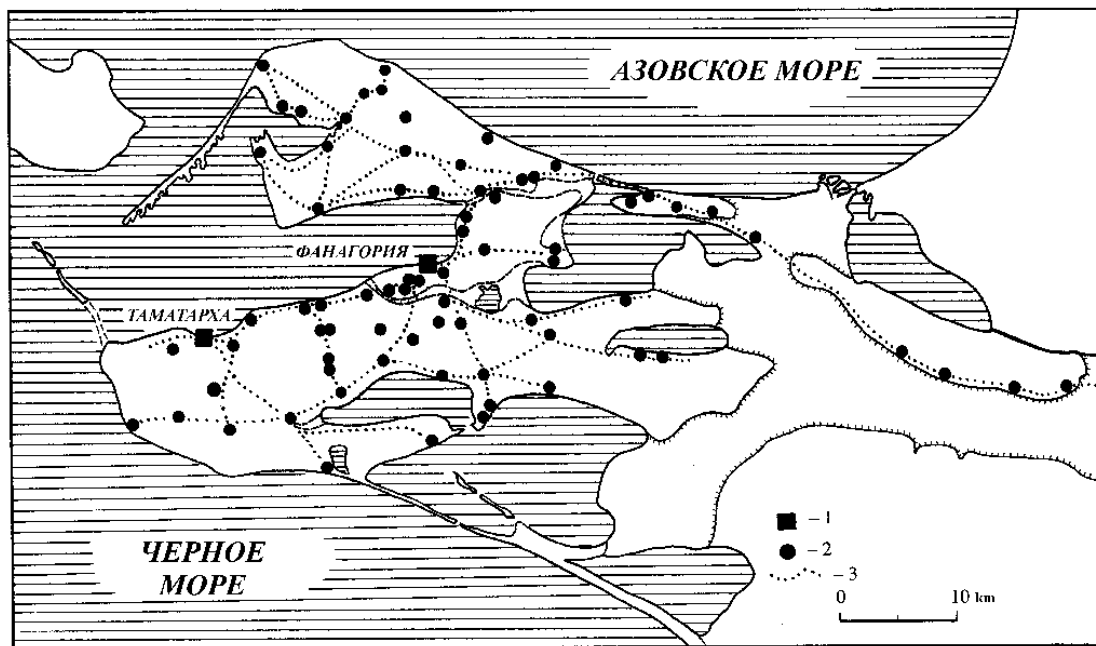 АЗОВСКОЕ МОРЕ
ФАНАГОРИЯ
ТАМАТАРХА
ЧЕРНОЕ
МОРЕ
– 1
– 2
– 3
0 10 km